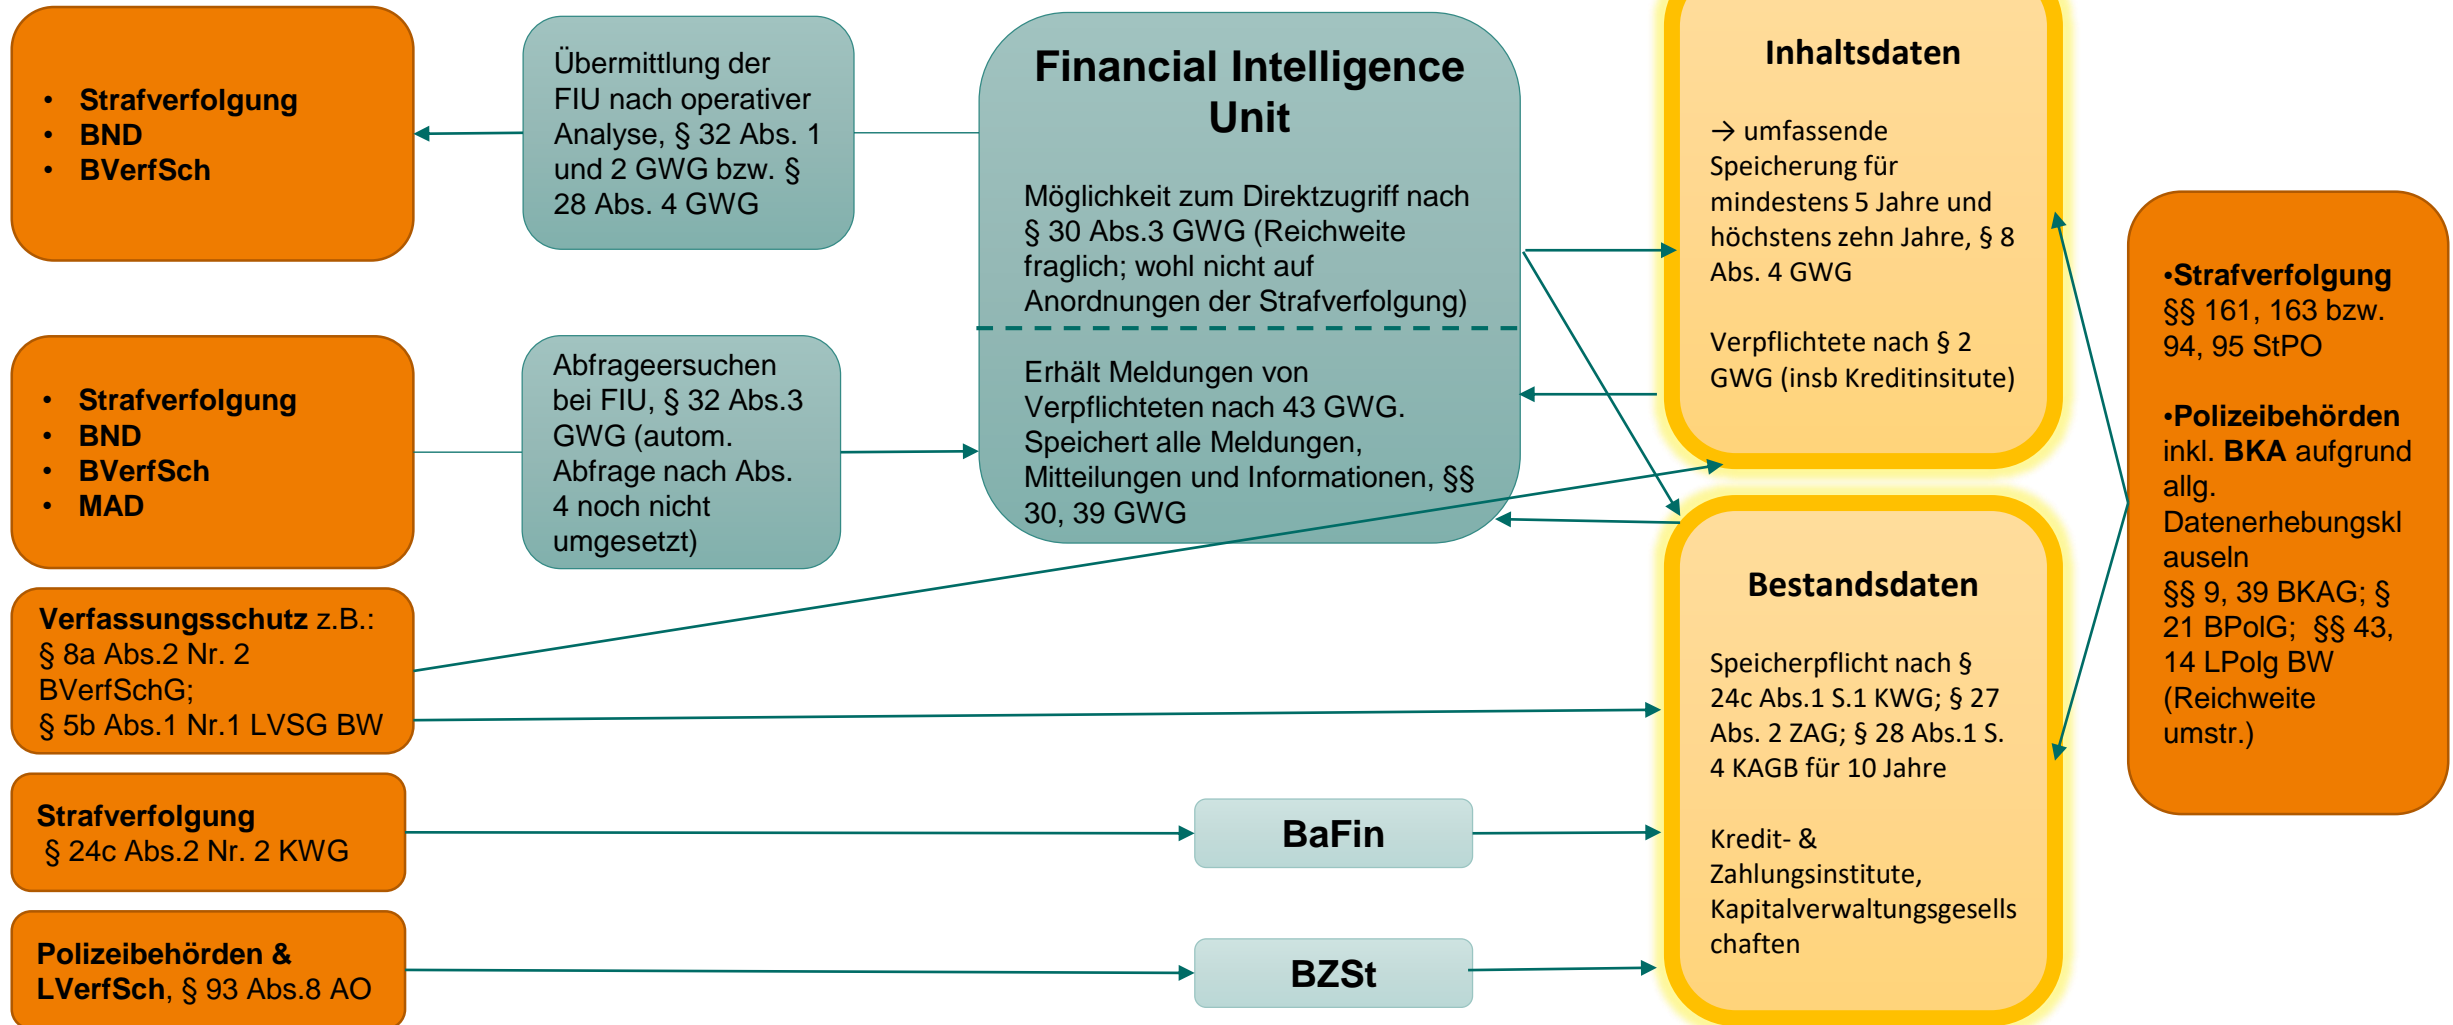 • Strafverfolgung
• BND
• BVerfSch
Übermittlung der
FIU nach operativer
Analyse, § 32 Abs. 1
und 2 GWG bzw. §
28 Abs. 4 GWG
Financial Intelligence
Unit
Möglichkeit zum Direktzugriff nach
§ 30 Abs.3 GWG (Reichweite
fraglich; wohl nicht auf
Anordnungen der Strafverfolgung)
Erhält Meldungen von
Verpflichteten nach 43 GWG.
Speichert alle Meldungen,
Mitteilungen und Informationen, §§
30, 39 GWG
Inhaltsdaten
→ umfassende
Speicherung für
mindestens 5 Jahre und
höchstens zehn Jahre, § 8
Abs. 4 GWG
Verpflichtete nach § 2
GWG (insb Kreditinsitute)
•Strafverfolgung
§§ 161, 163 bzw.
94, 95 StPO
•Polizeibehörden
inkl. BKA aufgrund
allg.
Datenerhebungskl
auseln
§§ 9, 39 BKAG; §
21 BPolG; §§ 43,
14 LPolg BW
(Reichweite
umstr.)
• Strafverfolgung
• BND
• BVerfSch
• MAD
Abfrageersuchen
bei FIU, § 32 Abs.3
GWG (autom.
Abfrage nach Abs.
4 noch nicht
umgesetzt)
Verfassungsschutz z.B.:
§ 8a Abs.2 Nr. 2
BVerfSchG;
§ 5b Abs.1 Nr.1 LVSG BW
Bestandsdaten
Speicherpflicht nach §
24c Abs.1 S.1 KWG; § 27
Abs. 2 ZAG; § 28 Abs.1 S.
4 KAGB für 10 Jahre
Kredit- &
Zahlungsinstitute,
Kapitalverwaltungsgesells
chaften
Strafverfolgung
§ 24c Abs.2 Nr. 2 KWG
BaFin
Polizeibehörden &
LVerfSch, § 93 Abs.8 AO
BZSt